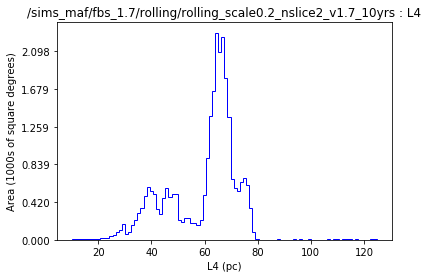 /sims_maf/fbs_1.7/rolling/rolling_scale0.2_nslice2_v1.7_10yrs : L4
Area (1000s of square degrees)
2.098
1.679
1.259
0.839
0.420
0.000
20 40 60 80 100 120
L4 (pc)